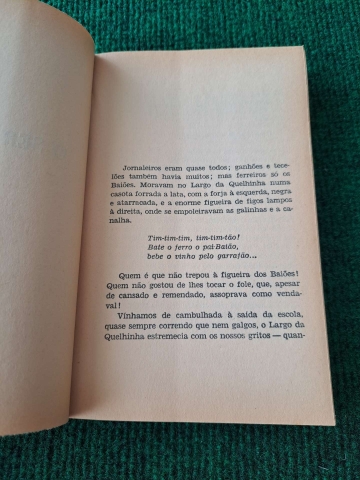 Jornaleiros eram quase todos; ganhões e tece-
lões também havia muitos; mas ferreiros só os
Baiões. Moravam no Largo da Quelhinha numa
casota forrada a lata, com a forja à esquerda, negra
e atarracada, e a enorme figueira de figos lampos
à direita, onde se empoleiravam as galinhas e a ca-
nalha.
Tim-tim-tim, tim-tim-tão!
Bate o ferro o pai-Baião,
bebe o vinho pelo garrafão...
Quem é que não trepou à figueira dos Baiões!
Quem não gostou de lhes tocar o fole, que, apesar
de cansado e remendado, assoprava como venda-
val!
Vínhamos de cambulhada à saída da escola,
quase sempre correndo que nem galgos, o Largo da
Quelhinha estremecia com os nossos gritos — quan-